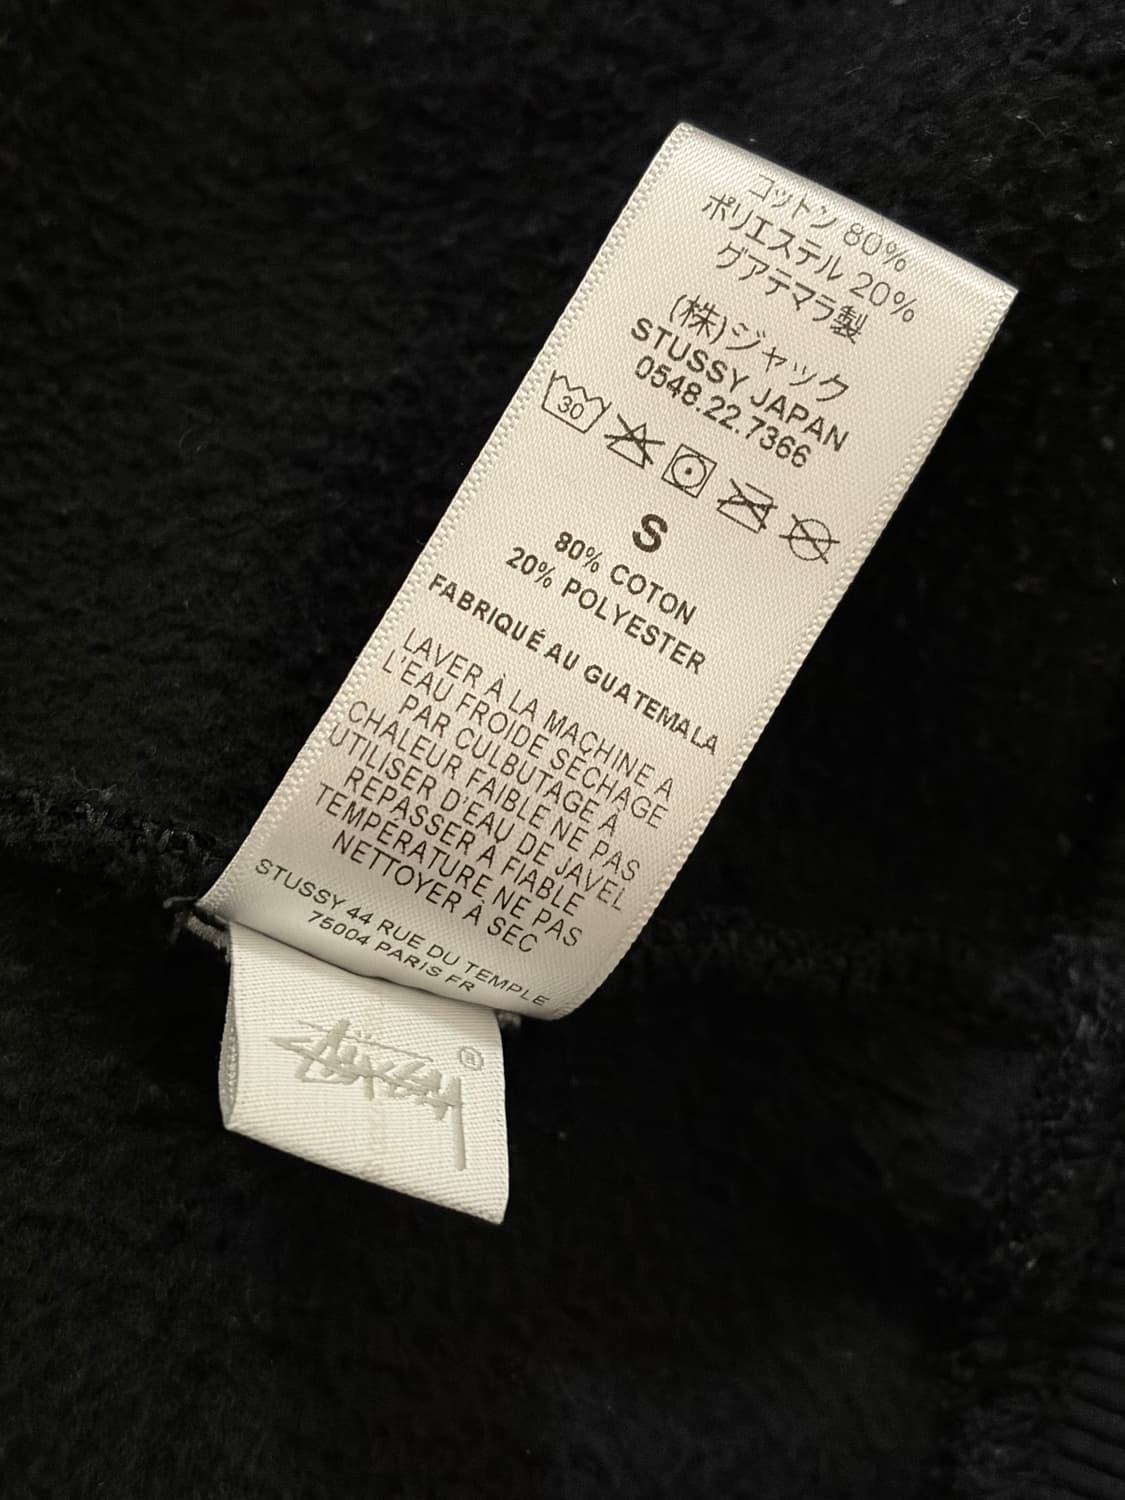 コットン 80%
ポリエステル 20%
グアテマラ製
(株)ジャック
STUSSY JAPAN
0548.22.7366
30
S
80% COTON
20% POLYESTER
FABRIQUÉ AU GUATEMALA
LAVER A LA MACHINE A
L'EAU FROIDE SECHAGE
PAR CULBUTAGE A
CHALEUR FAIBLE NE PAS
UTILISER D'EAU DE JAVEL
REPASSER A FIABLE
TEMPÉRATURE NE PAS
NETTOYER A SEC
STUSSY 44 RUE DU TEMPLE
75004 PARIS FR
Stüssy ®